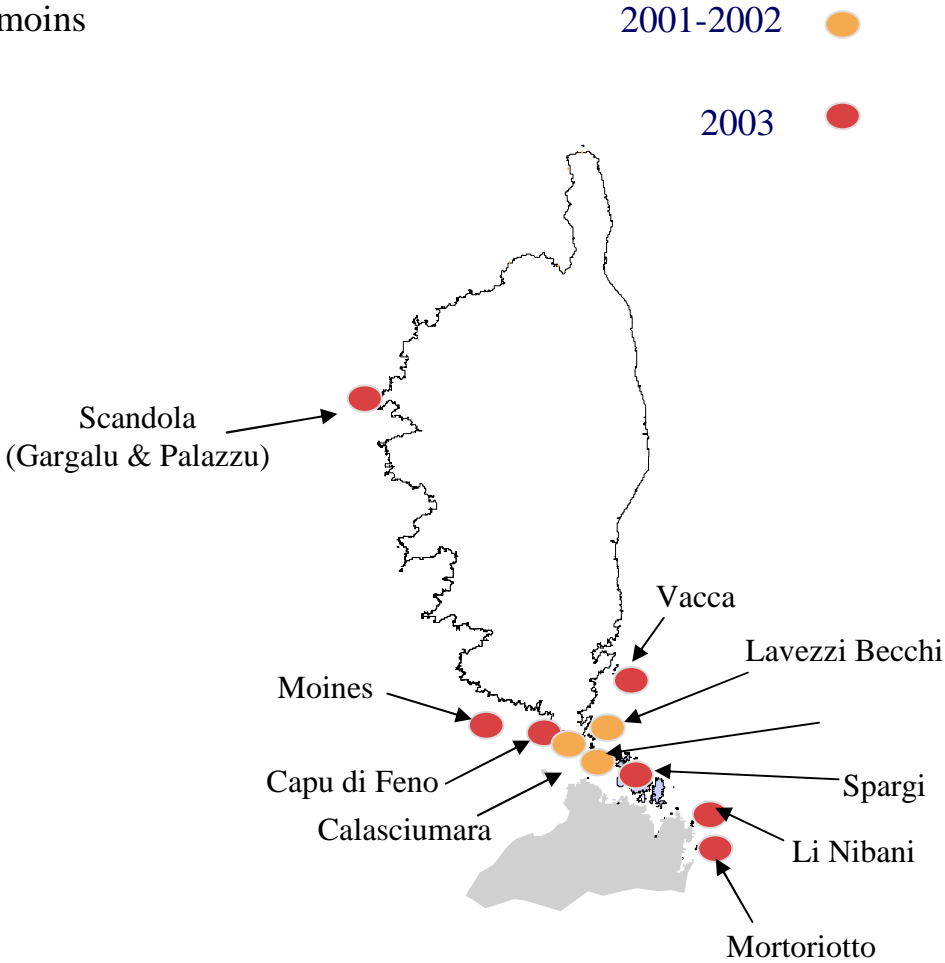 moins
2001-2002
2003
Scandola
(Gargalu & Palazzu)
Vacca
Lavezzi Becchi
Moines
Capu di Feno
Spargi
Calasciumara
Li Nibani
Mortoriotto